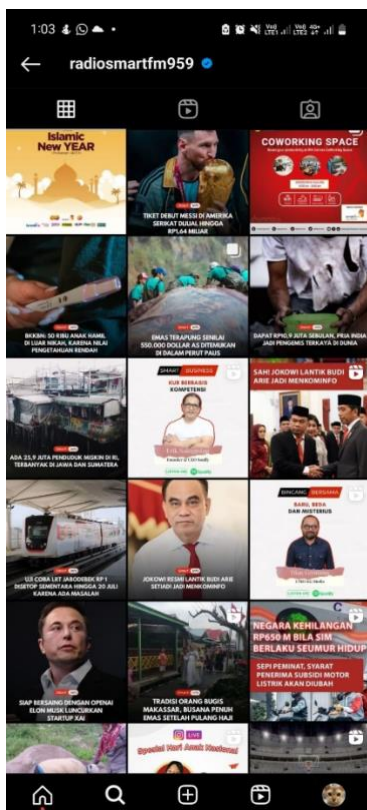 1:03
radiosmartfm959
Islamic
New YEAR
TIKET DEBUT MESSI DI AMERIKA
SERIKAT DIJUAL HINGGA
RP1,64 MILIAR
COWORKING SPACE
BKKBN: 50 RIBU ANAK HAMIL
DI LUAR NIKAH, KARENA NILAI
PENGETAHUAN RENDAH
EMAS TERAPUNG SENILAI
550.000 DOLLAR AS DITEMUKAN
DI DALAM PERUT PAUS
DAPAT RP10,9 JUTA SEBULAN, PRIA INDIA
JADI PENGEMIS TERKAYA DI DUNIA
ADA 25,9 JUTA PENDUDUK MISKIN DI RI,
TERBANYAK DI JAWA DAN SUMATERA
SMART BUSINESS
KUR BERBASIS
KOMPETENSI
SAH! JOKOWI LANTIK BUDI
ARIE JADI MENKOMINFO
UJI COBA LRT JABODEBEK RP 1
DISETOP SEMENTARA HINGGA 20 JULI
KARENA ADA MASALAH
JOKOWI RESMI LANTIK BUDI ARIE
SETIADI JADI MENKOMINFO
BINCANG BERSAMA
BARU, BEDA
DAN MISTERIUS
SIAP BERSAING DENGAN OPENAI
ELON MUSK LUNCURKAN
STARTUP XAI
TRADISI ORANG BUGIS
MAKASSAR, BUSANA PENUH
EMAS SETELAH PULANG HAJI
NEGARA KEHILANGAN
RP650 M BILA SIM
BERLAKU SEUMUR HIDUP
SEPI PEMINAT, SYARAT
PENERIMA SUBSIDI MOTOR
LISTRIK AKAN DIUBAH
LIVE
Spesial Hari Anak Nasional